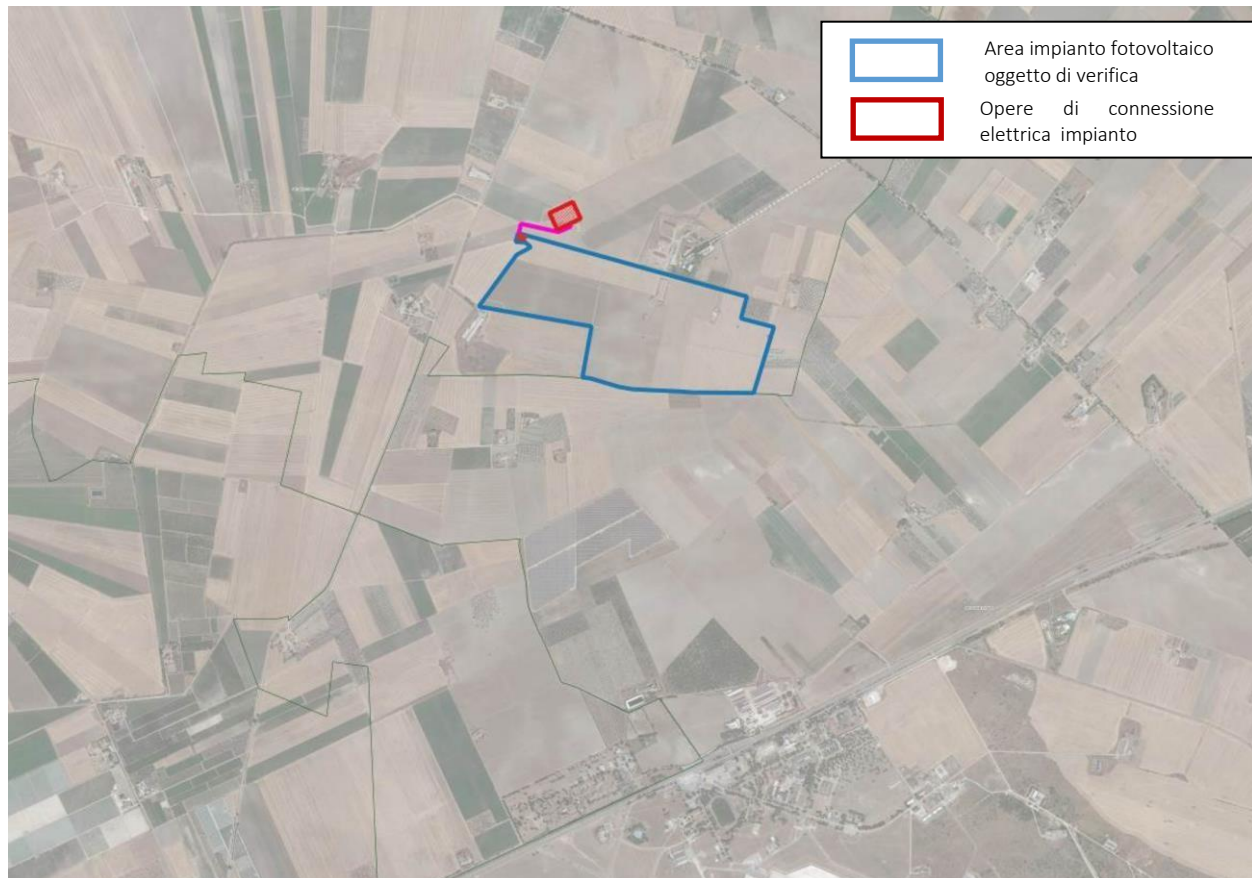 Area impianto fotovoltaico
oggetto di verifica
Opere di connessione
elettrica impianto